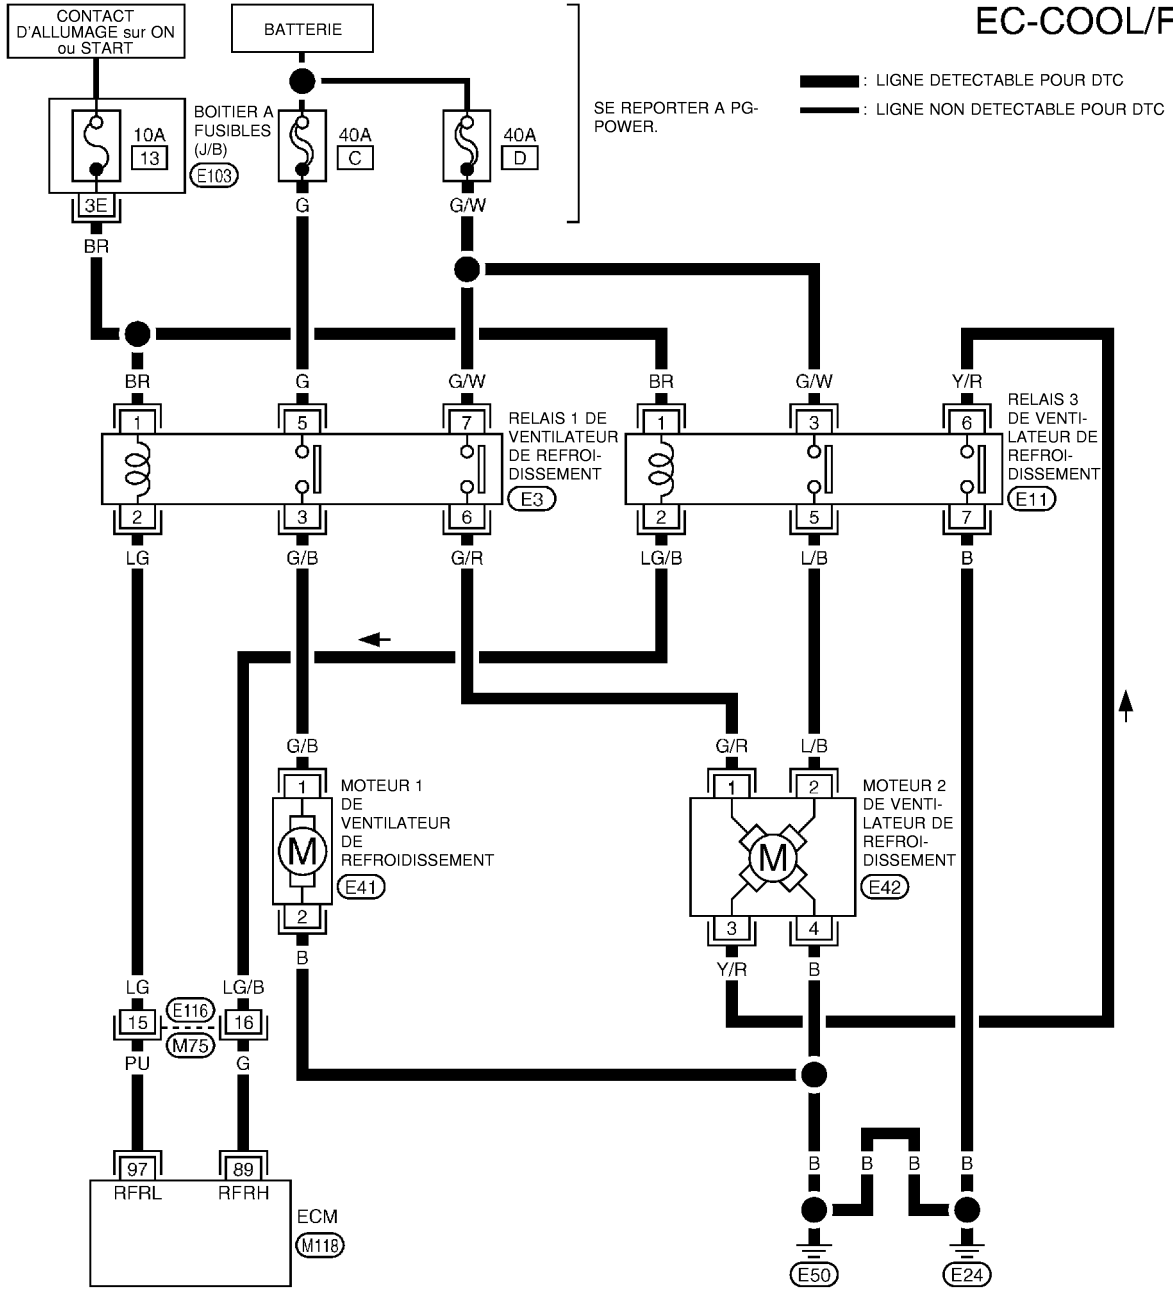 CONTACT
D'ALLUMAGE sur ON
ou START
BATTERIE
EC-COOL/F
: LIGNE DETECTABLE POUR DTC
: LIGNE NON DETECTABLE POUR DTC
SE REPORTER A PG-
POWER.
10A
13
BOITIER A
FUSIBLES
(J/B)
E103
40A
C
40A
D
3E
BR
G
G/W
BR
G
G/W
BR
G/W
Y/R
1
5
7
1
3
6
RELAIS 1 DE
VENTILATEUR
DE REFROI-
DISSEMENT
E3
RELAIS 3
DE VENTI-
LATEUR DE
REFROI-
DISSEMENT
E11
2
3
6
2
5
7
LG
G/B
G/R
LG/B
L/B
B
G/B
G/R
L/B
1
MOTEUR 1
DE
VENTILATEUR
DE
REFROIDISSEMENT
E41
M
2
B
1
2
MOTEUR 2
DE VENTI-
LATEUR DE
REFROI-
DISSEMENT
E42
M
3
4
Y/R
B
LG
LG/B
15
E116
M75
16
PU
G
97
89
RFRL
RFRH
ECM
M118
B
B
B
B
E50
E24